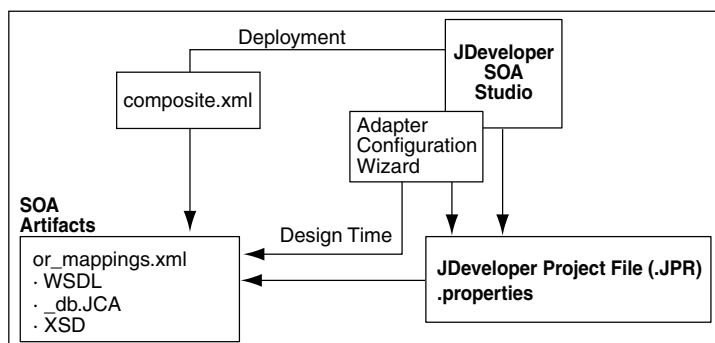 Deployment
JDeveloper
SOA
Studio
composite.xml
Adapter
Configuration
Wizard
SOA
Artifacts
Design Time
or_mappings.xml
· WSDL
· _db.JCA
· XSD
JDeveloper Project File (.JPR)
.properties